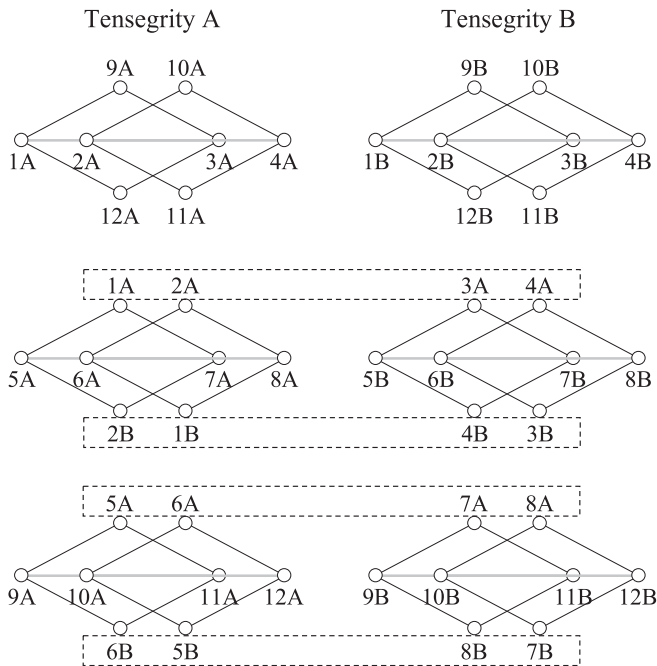 Tensegrity A Tensegrity B
9A 10A 9B 10B
1A 2A 3A 4A 1B 2B 3B 4B
12A 11A 12B 11B
1A 2A 3A 4A
5A 6A 7A 8A 5B 6B 7B 8B
2B 1B 4B 3B
5A 6A 7A 8A
9A 10A 11A 12A 9B 10B 11B 12B
6B 5B 8B 7B